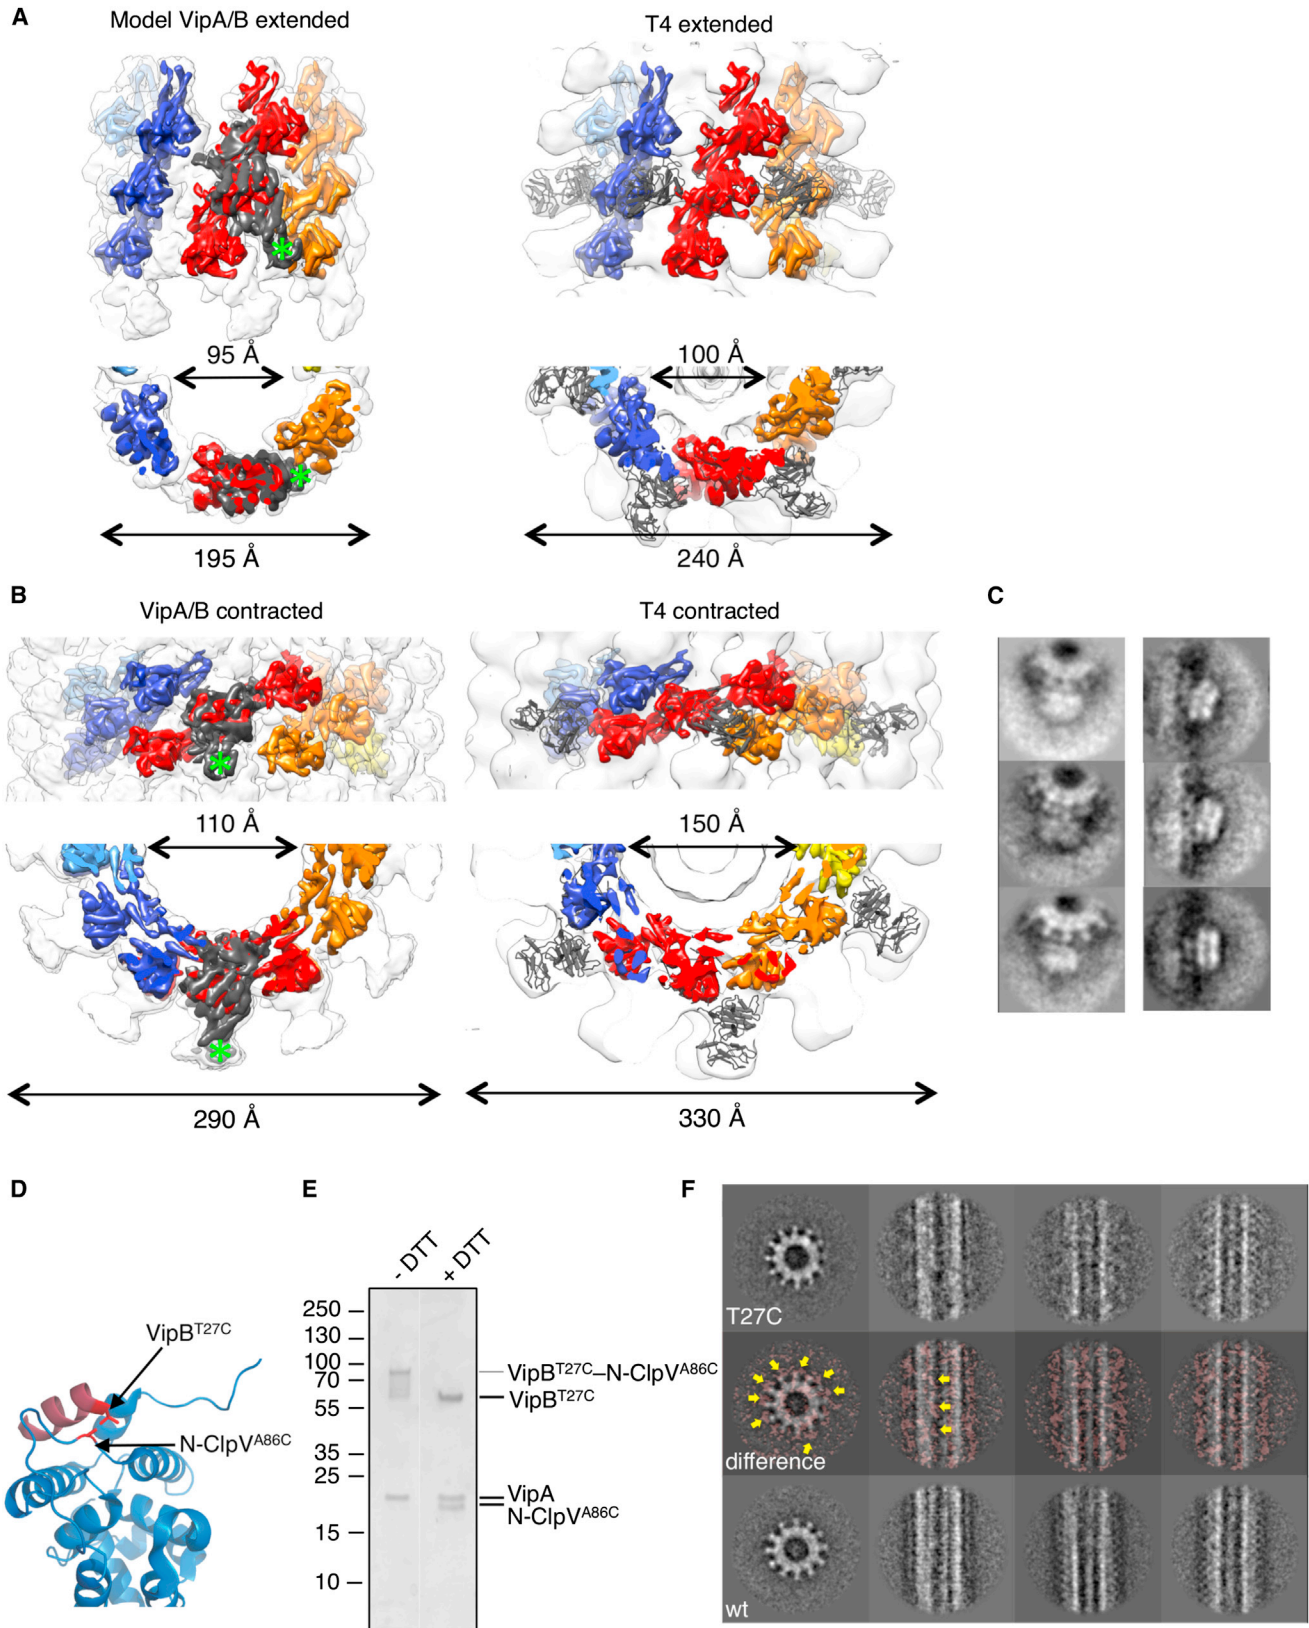 A
Model VipA/B extended
T4 extended
95 Å
100 Å
195 Å
240 Å
B
VipA/B contracted
T4 contracted
C
110 Å
150 Å
290 Å
330 Å
D
E
F
VipB^T27C
N-ClpV^A86C
- DTT
+ DTT
250
130
100
70
55
35
25
15
10
VipB^T27C–N-ClpV^A86C
VipB^T27C
VipA
N-ClpV^A86C
T27C
difference
wt